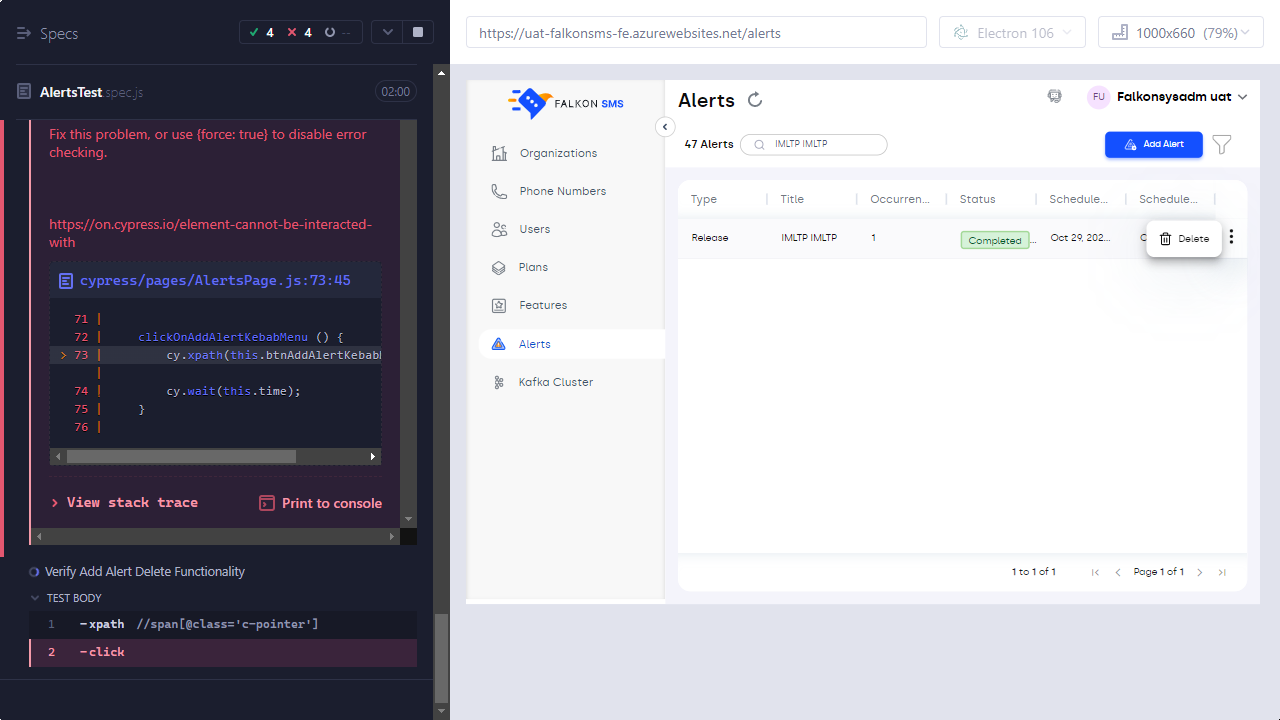 Specs
4
4
--
https://uat-falkonsms-fe.azurewebsites.net/alerts
Electron 106
1000x660 (79%)
AlertsTest.spec.js
02:00
Fix this problem, or use {force: true} to disable error
checking.
https://on.cypress.io/element-cannot-be-interacted-
with
cypress/pages/AlertsPage.js:73:45
71 |
72 | clickOnAddAlertKebabMenu () {
> 73 | cy.xpath(this.btnAddAlertKebab
|
74 | cy.wait(this.time);
75 | }
76 |
View stack trace
Print to console
Verify Add Alert Delete Functionality
TEST BODY
1 -xpath //span[@class='c-pointer']
2 -click
FALKON SMS
Organizations
Phone Numbers
Users
Plans
Features
Alerts
Kafka Cluster
Alerts
FU
Falkonsysadm uat
47 Alerts
IMLTP IMLTP
Add Alert
Type
Title
Occurren...
Status
Schedule...
Schedule...
Release
IMLTP IMLTP
1
Completed
...
Oct 29, 202...
Delete
1 to 1 of 1
Page 1 of 1